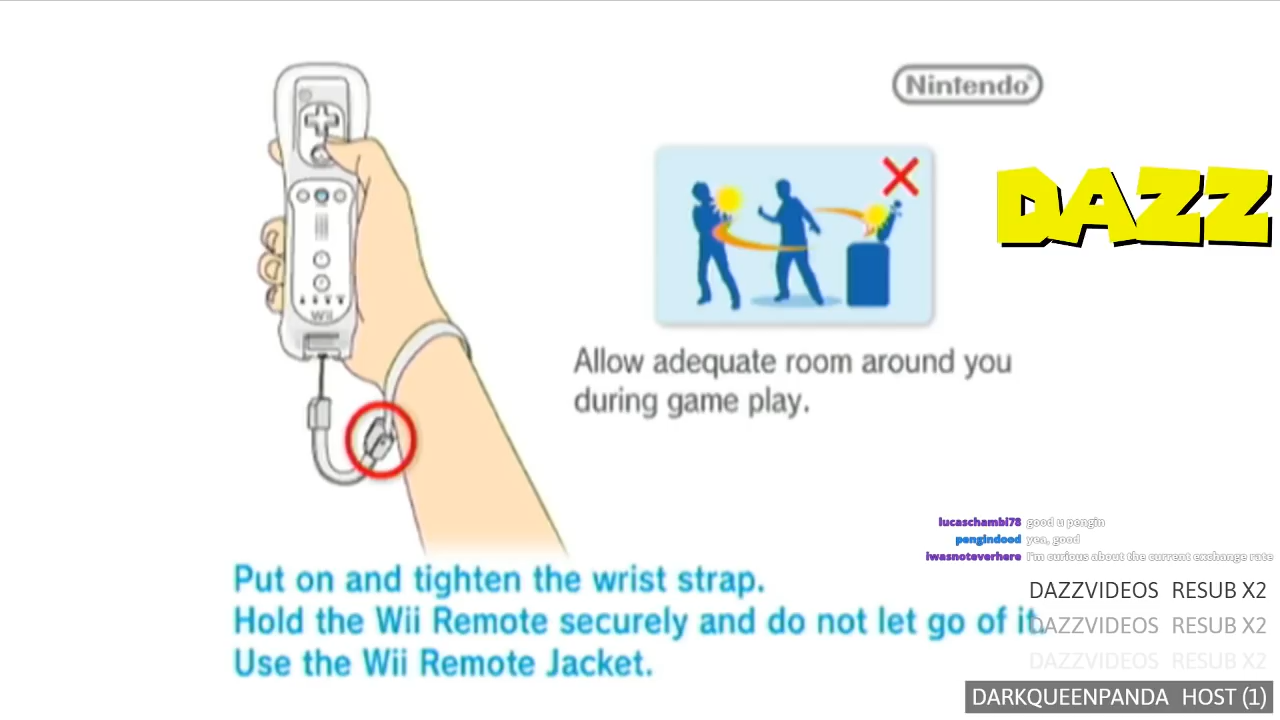 Nintendo®
DAZZ
Wii
Allow adequate room around you
during game play.
lucaschambi78 good u pengin
pengindood yea, good
iwasnoteverhere I'm curious about the current exchange rate
Put on and tighten the wrist strap.
Hold the Wii Remote securely and do not let go of it.
Use the Wii Remote Jacket.
DAZZVIDEOS RESUB X2
DAZZVIDEOS RESUB X2
DAZZVIDEOS RESUB X2
DARKQUEENPANDA HOST (1)